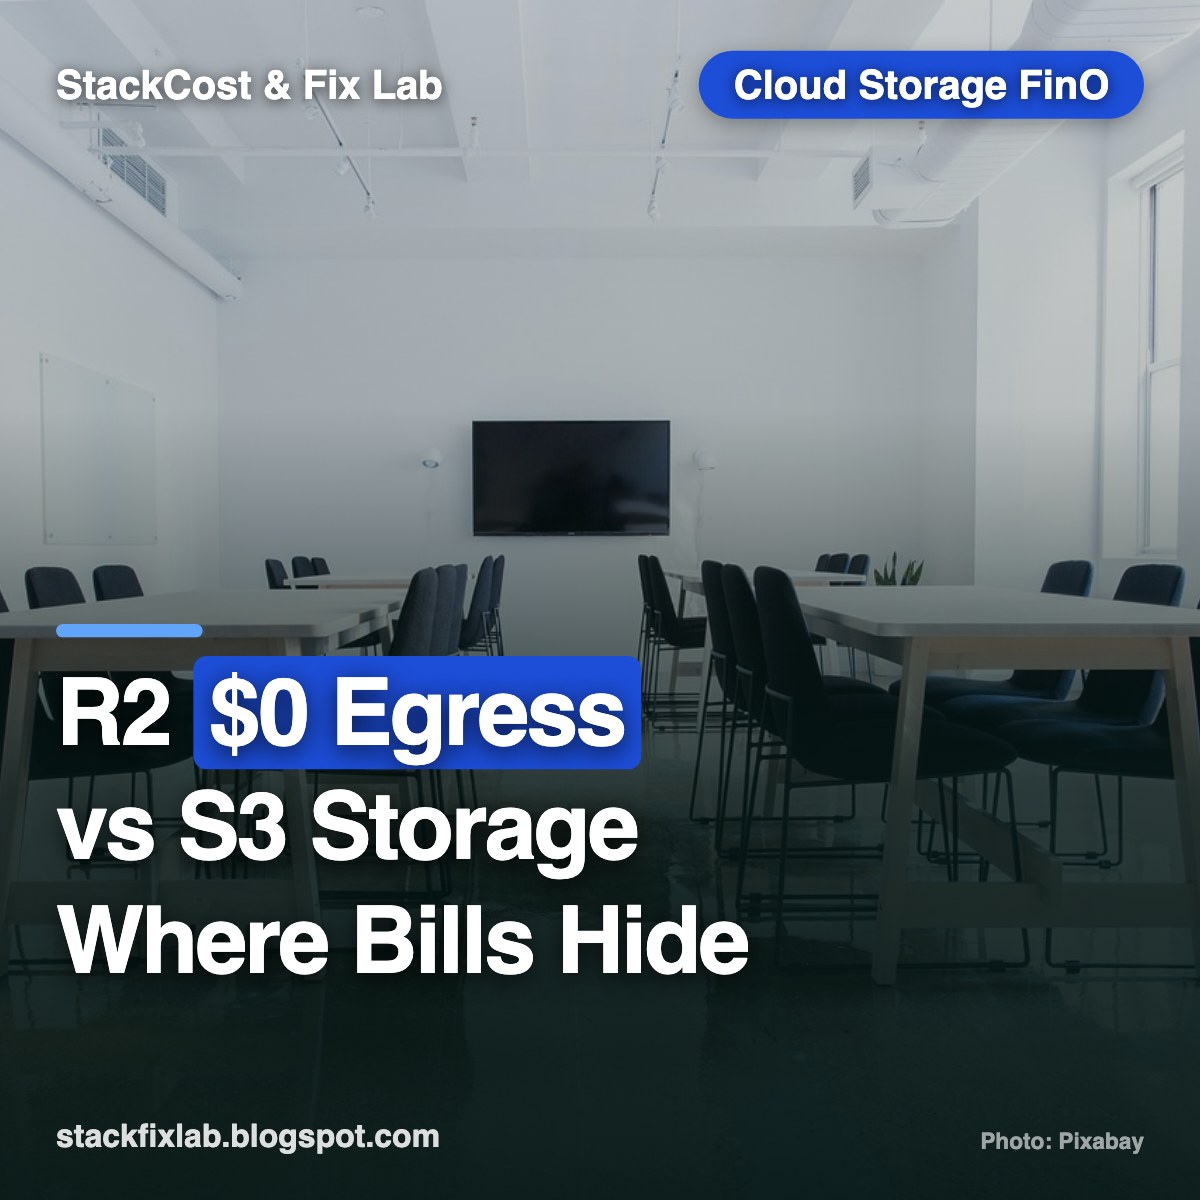 StackCost & Fix Lab
Cloud Storage FinO
R2 $0 Egress
vs S3 Storage
Where Bills Hide
stackfixlab.blogspot.com
Photo: Pixabay